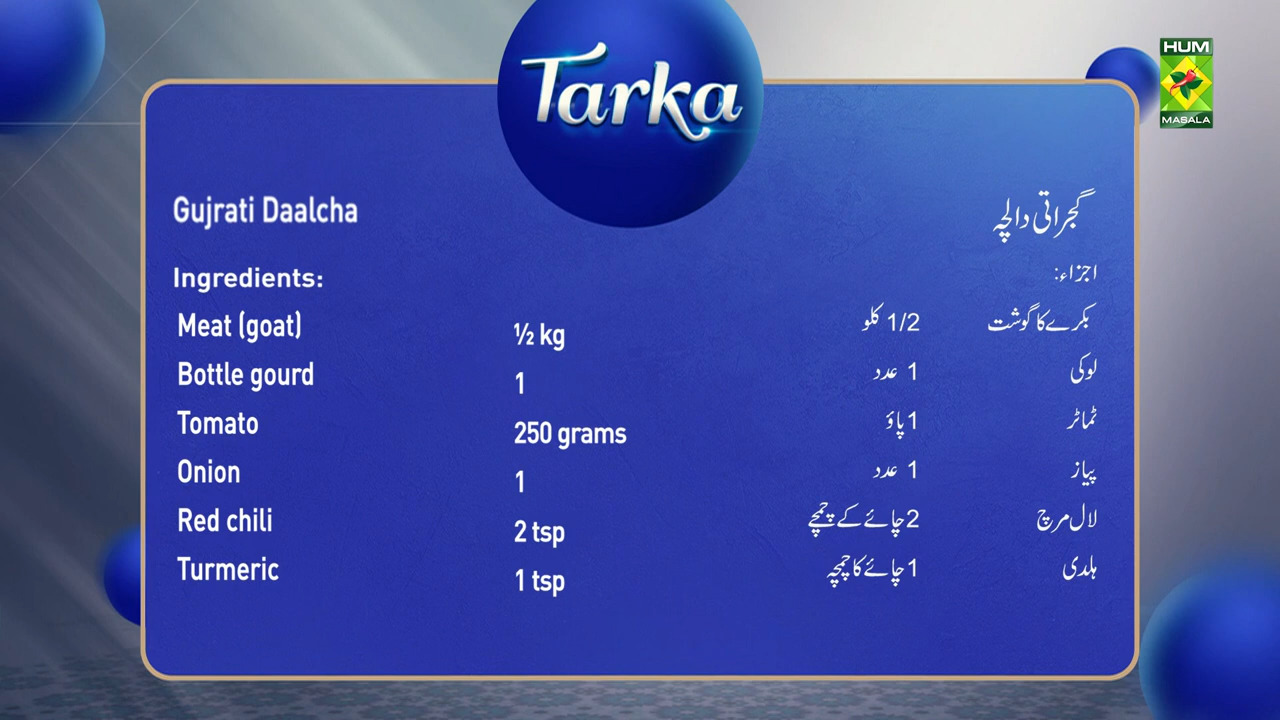 Tarka
HUM
MASALA
Gujrati Daalcha گجراتی دالچہ
Ingredients: اجزاء:
Meat (goat) ½ kg 1/2 کلو بکرے کا گوشت
Bottle gourd 1 1 عدد لوکی
Tomato 250 grams 1 پاؤ ٹماٹر
Onion 1 1 عدد پیاز
Red chili 2 tsp 2 چائے کے چمچے لال مرچ
Turmeric 1 tsp 1 چائے کا چمچہ ہلدی